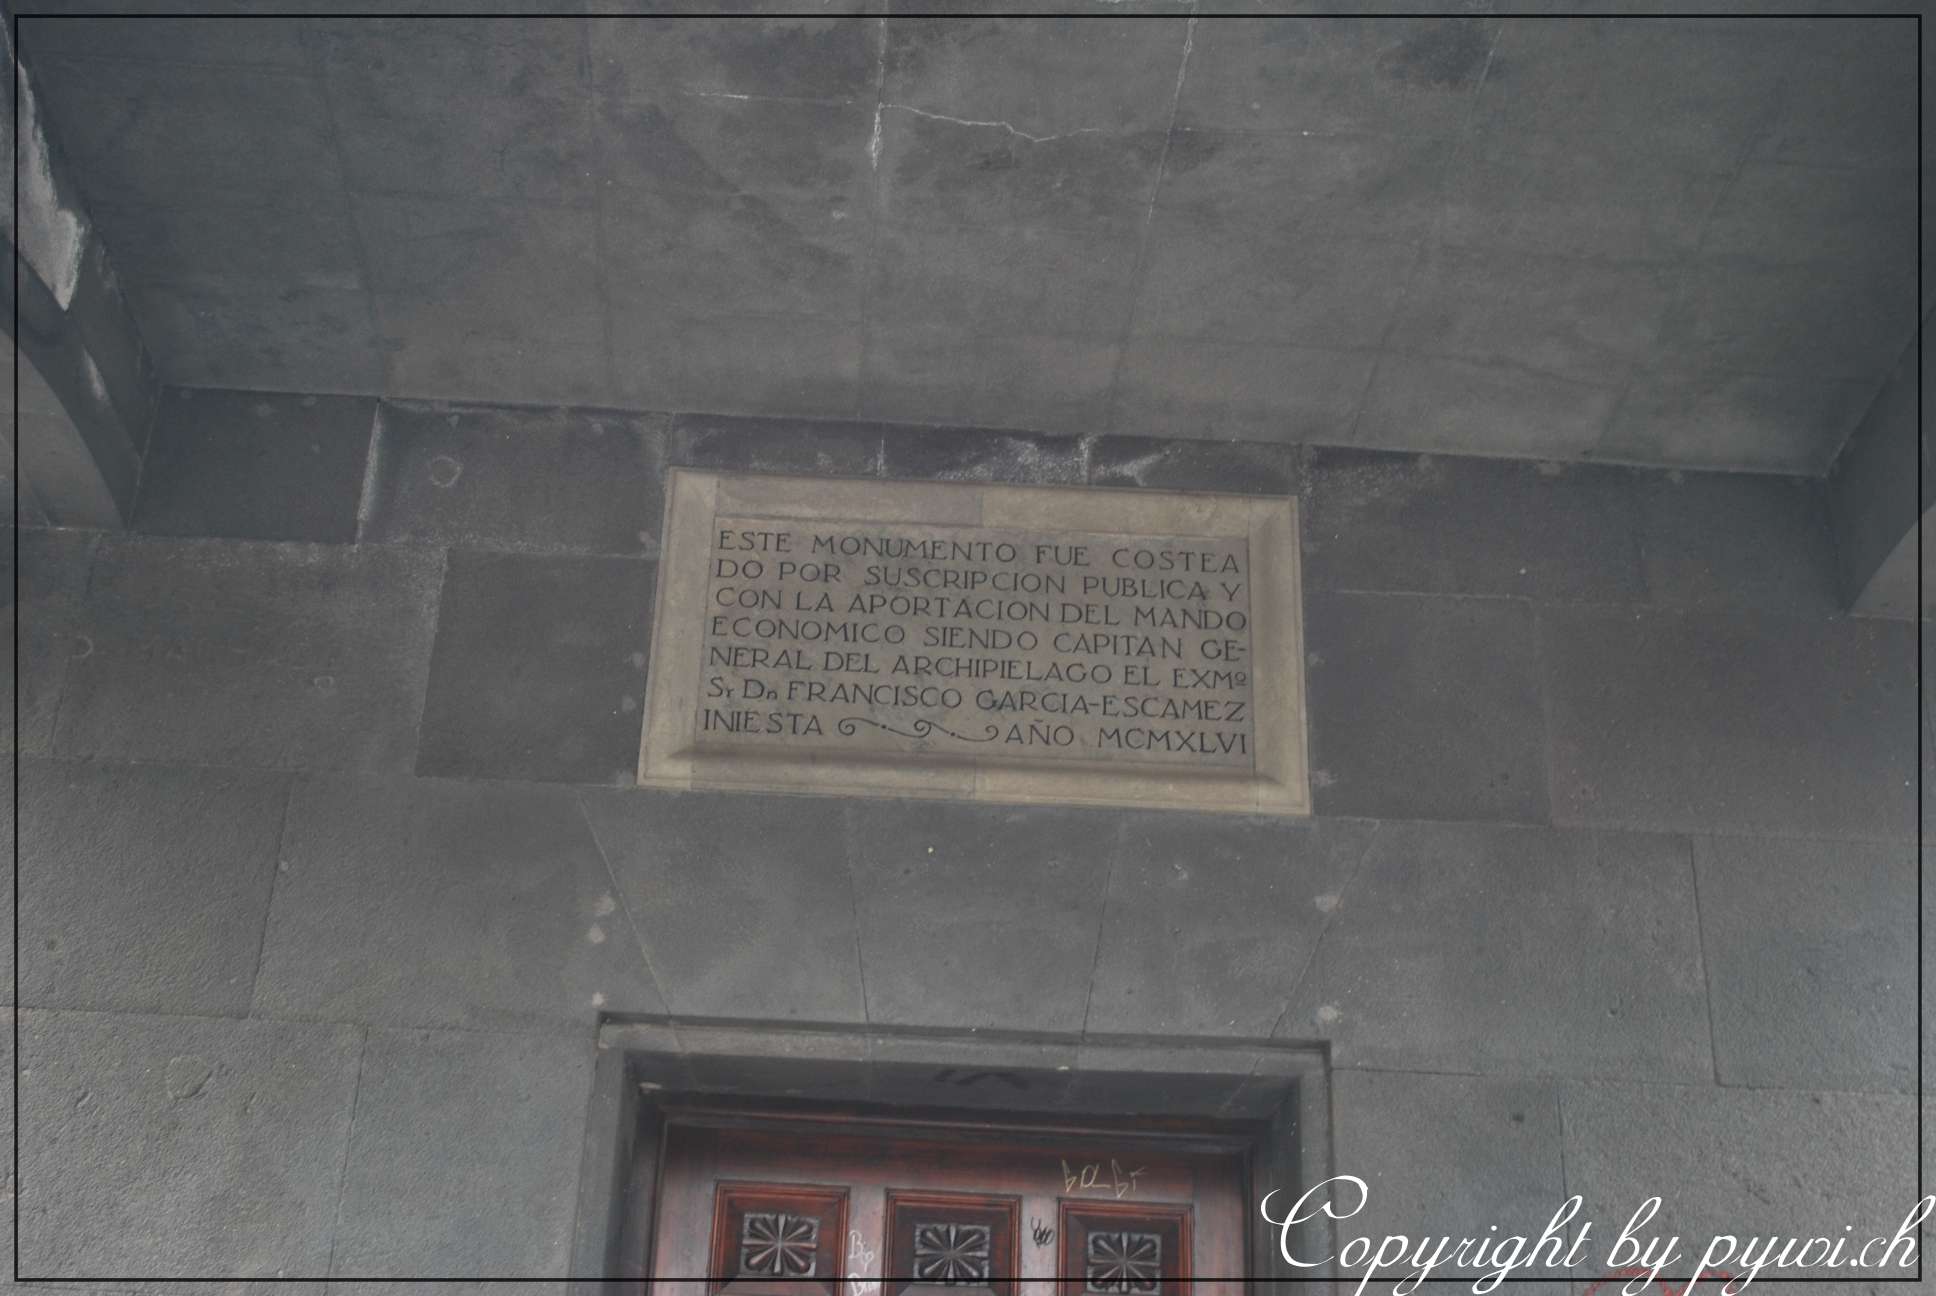 ESTE MONUMENTO FUE COSTEA
DO POR SUSCRIPCION PUBLICA Y
CON LA APORTACION DEL MANDO
ECONOMICO SIENDO CAPITAN GE-
NERAL DEL ARCHIPIELAGO EL EXMº
Sr Dn FRANCISCO GARCIA-ESCAMEZ
INIESTA AÑO MCMXLVI
Copyright by pywi.ch